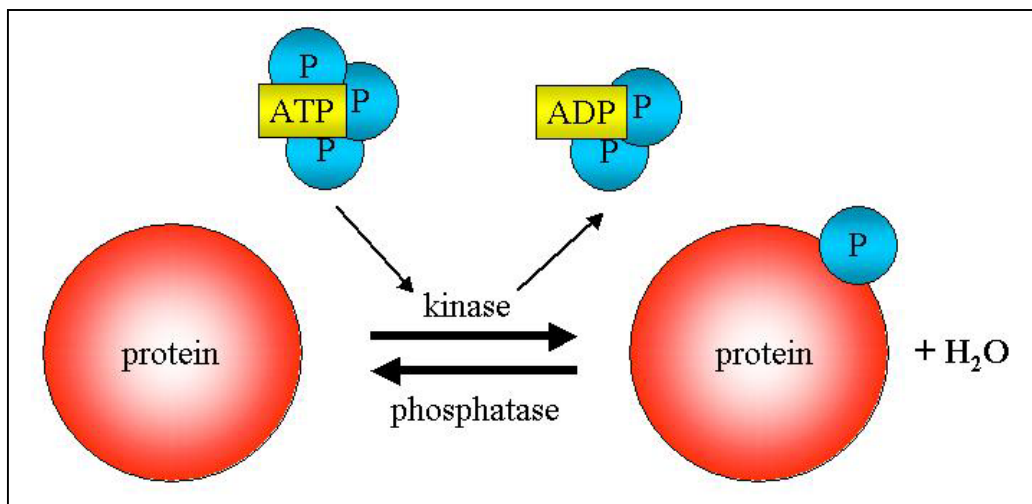 P
ATP
P
P
ADP
P
P
kinase
protein
phosphatase
P
protein
+ H₂O